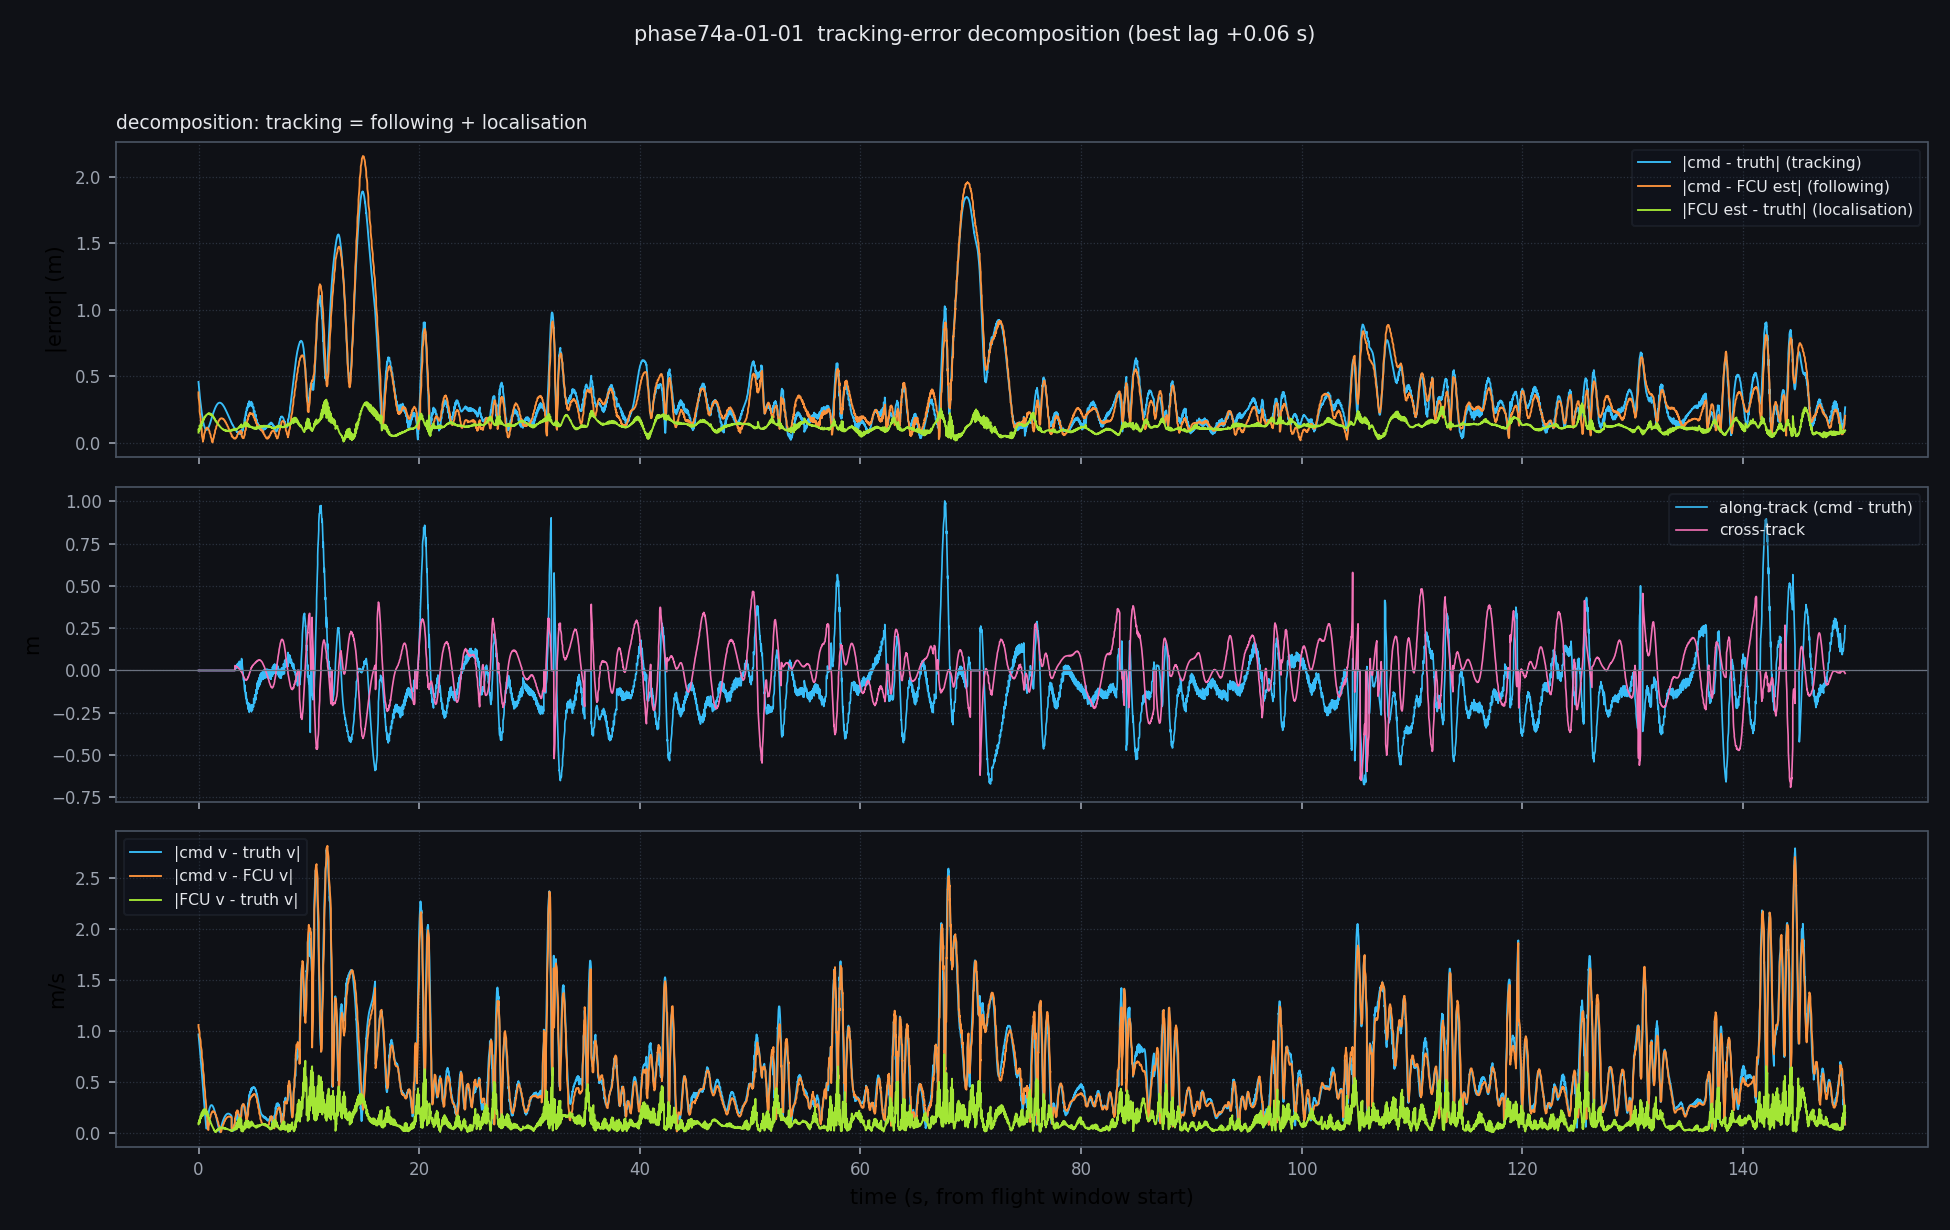 phase74a-01-01  tracking-error decomposition (best lag +0.06 s)
decomposition: tracking = following + localisation
|error| (m)
2.0
1.5
1.0
0.5
0.0
|cmd - truth| (tracking)
|cmd - FCU est| (following)
|FCU est - truth| (localisation)
m
1.00
0.75
0.50
0.25
0.00
−0.25
−0.50
−0.75
along-track (cmd - truth)
cross-track
m/s
2.5
2.0
1.5
1.0
0.5
0.0
|cmd v - truth v|
|cmd v - FCU v|
|FCU v - truth v|
0 20 40 60 80 100 120 140
time (s, from flight window start)